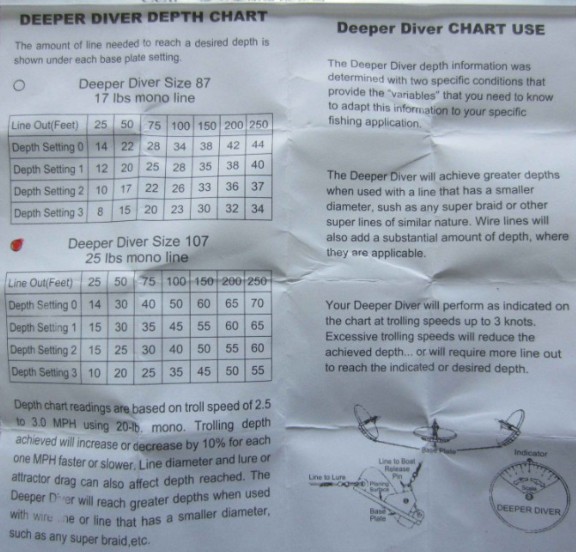 DEEPER DIVER DEPTH CHART
The amount of line needed to reach a desired depth is
shown under each base plate setting.
Deeper Diver Size 87
17 lbs mono line
Line Out(Feet) 25 50 75 100 150 200 250
Depth Setting 0 14 22 28 34 38 42 44
Depth Setting 1 12 20 25 28 35 38 40
Depth Setting 2 10 17 22 26 33 36 37
Depth Setting 3 8 15 20 23 30 32 34
Deeper Diver Size 107
25 lbs mono line
Line Out(Feet) 25 50 75 100 150 200 250
Depth Setting 0 14 30 40 50 60 65 70
Depth Setting 1 15 30 35 45 55 60 65
Depth Setting 2 15 25 30 40 50 55 60
Depth Setting 3 10 20 25 35 45 50 55
Depth chart readings are based on troll speed of 2.5
to 3.0 MPH using 20-lb. mono. Trolling depth
achieved will increase or decrease by 10% for each
one MPH faster or slower. Line diameter and lure or
attractor drag can also affect depth reached. The
Deeper will reach greater depths when used
with or line that has a smaller diameter,
such as any super braid,etc.
Deeper Diver CHART USE
The Deeper Diver depth information was
determined with two specific conditions that
provide the "variables" that you need to know
to adapt this information to your specific
fishing application.
The Deeper Diver will achieve greater depths
when used with a line that has a smaller
diameter, sush as any super braid or other
super lines of similar nature. Wire lines will
also add a substantial amount of depth, where
they are applicable.
Your Deeper Diver will perform as indicated on
the chart at trolling speeds up to 3 knots.
Excessive trolling speeds will reduce the
achieved depth... or will require more line out
to reach the indicated or desired depth.
Base Plate
Line to Boat
Release
Pin
Line to Lure
Planing
Surface
Base
Plate
Indicator
Scale
DEEPER DIVER